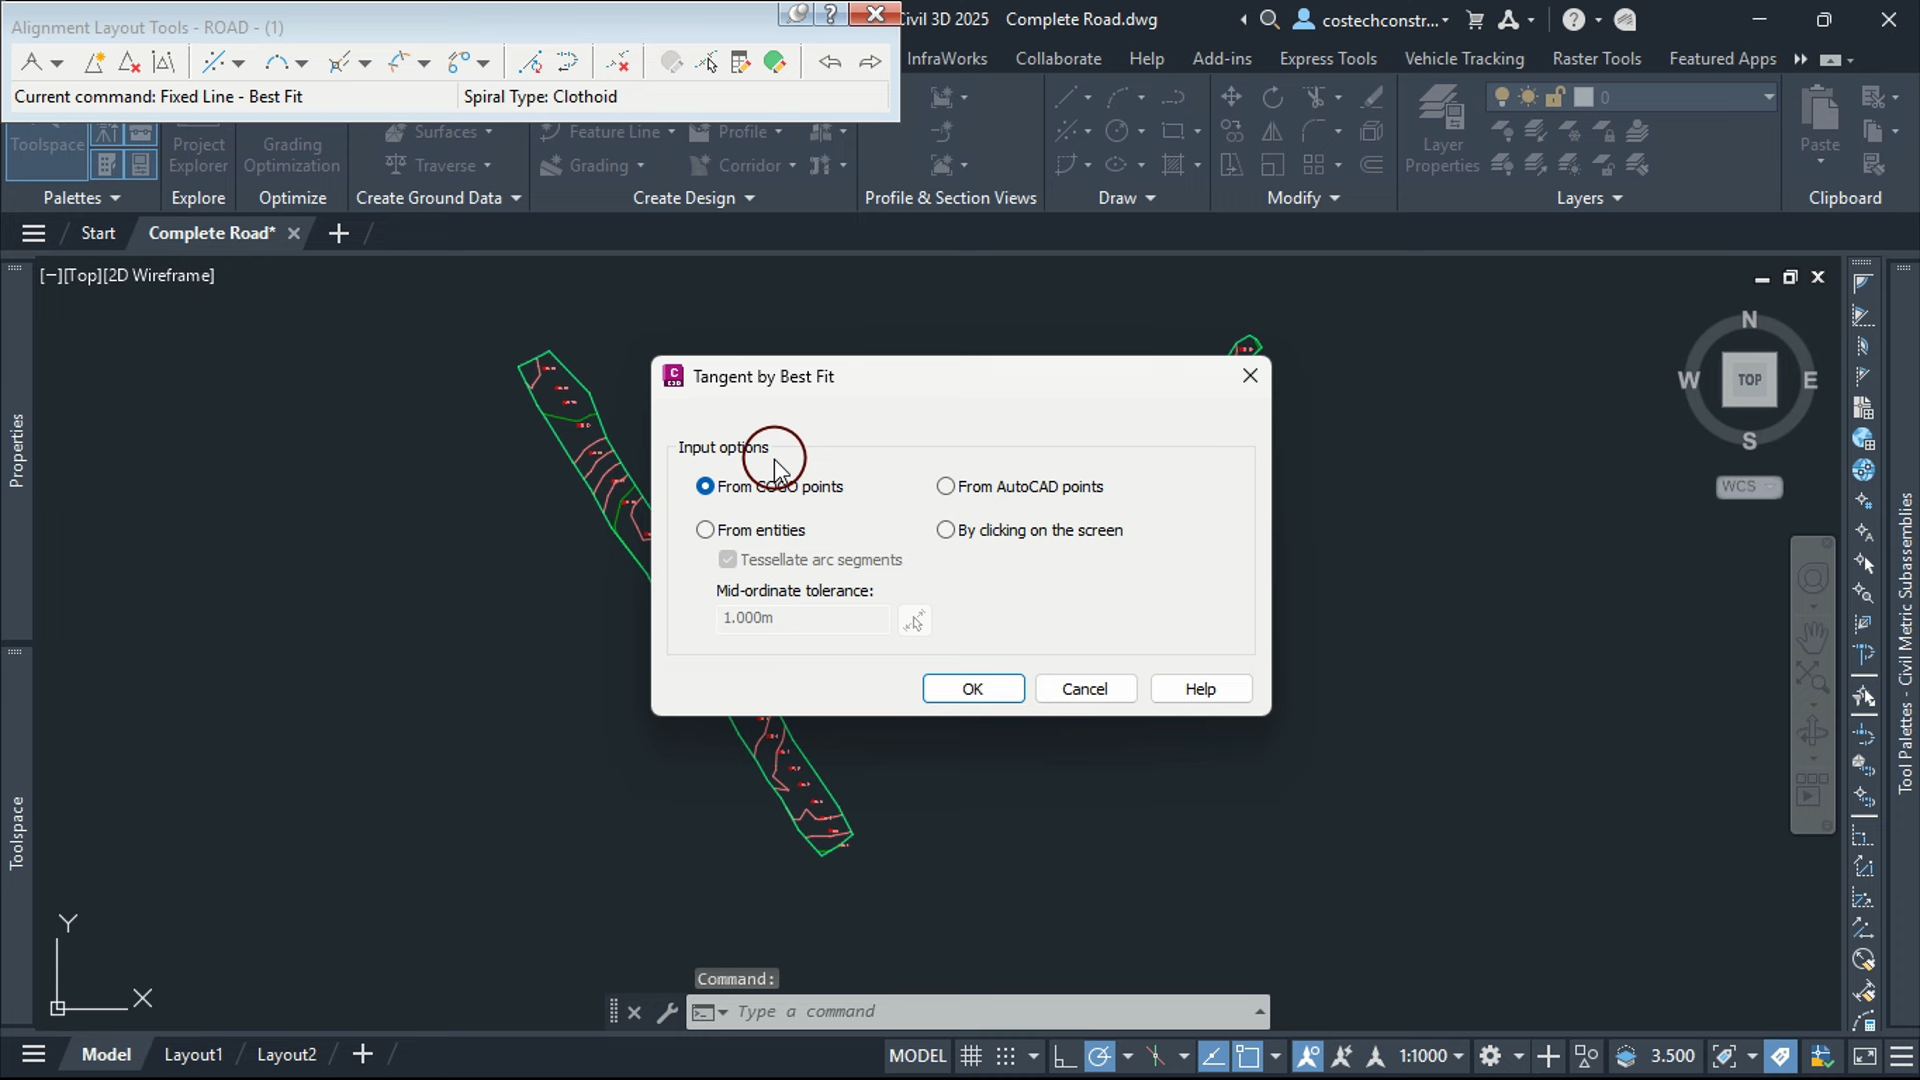 Alignment Layout Tools - ROAD - (1)
Civil 3D 2025 Complete Road.dwg
costechconstr...
Current command: Fixed Line - Best Fit
Spiral Type: Clothoid
InfraWorks Collaborate Help Add-ins Express Tools Vehicle Tracking Raster Tools Featured Apps
Toolspace
Project Explorer
Grading Optimization
Surfaces
Traverse
Feature Line
Grading
Profile
Corridor
Layer Properties
0
Paste
Palettes Explore Optimize Create Ground Data Create Design Profile & Section Views Draw Modify Layers Clipboard
Start Complete Road*
[−][Top][2D Wireframe]
N
W TOP E
S
WCS
Properties
Toolspace
Tool Palettes - Civil Metric Subassemblies
Tangent by Best Fit
Input options
From COGO points
From AutoCAD points
From entities
By clicking on the screen
Tessellate arc segments
Mid-ordinate tolerance:
1.000m
OK Cancel Help
Y
X
Command:
Type a command
Model Layout1 Layout2
MODEL
1:1000
3.500